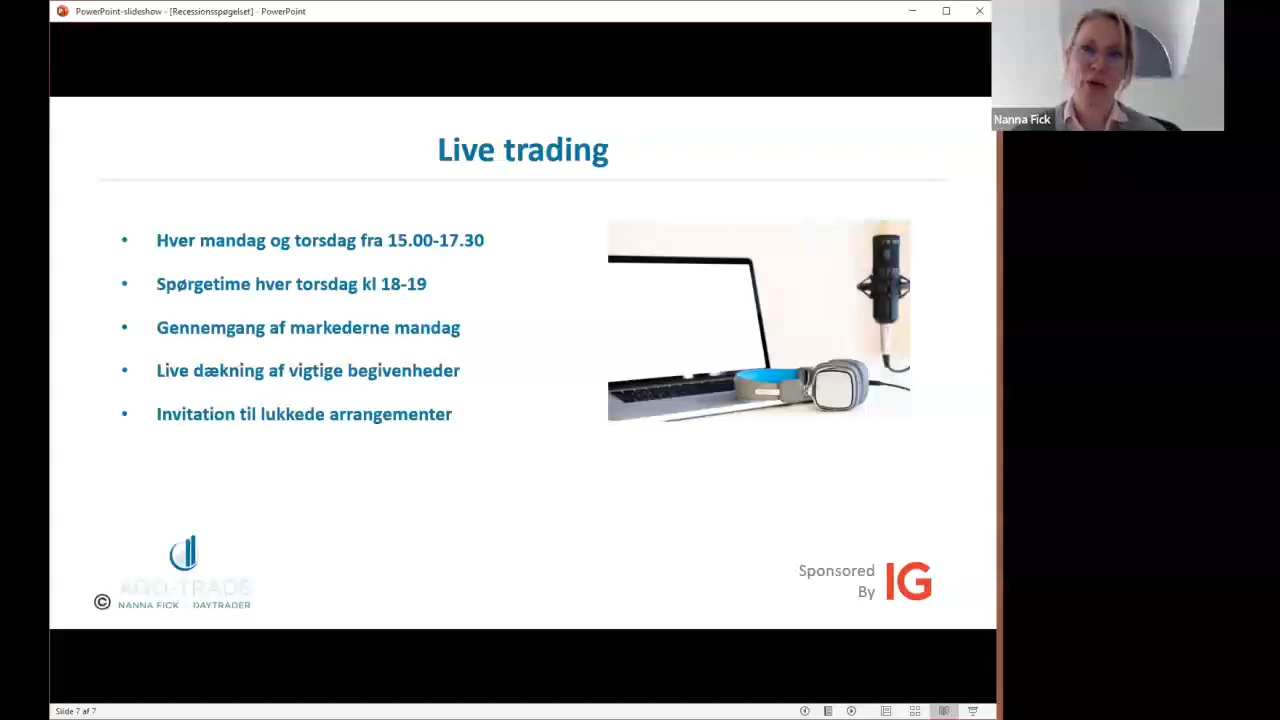 PowerPoint-slideshow - [Recessionsspøgelset] - PowerPoint
Nanna Fick
Live trading
• Hver mandag og torsdag fra 15.00-17.30
• Spørgetime hver torsdag kl 18-19
• Gennemgang af markederne mandag
• Live dækning af vigtige begivenheder
• Invitation til lukkede arrangementer
AGIO-TRADE
© NANNA FICK DAYTRADER
Sponsored
By
IG
Slide 7 af 7